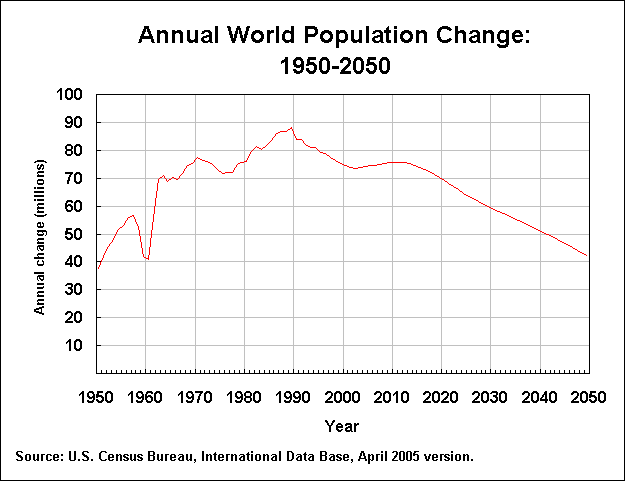 Annual World Population Change:
1950-2050
100
90
80
70
60
50
40
30
20
10
Annual change (millions)
1950 1960 1970 1980 1990 2000 2010 2020 2030 2040 2050
Year
Source: U.S. Census Bureau, International Data Base, April 2005 version.